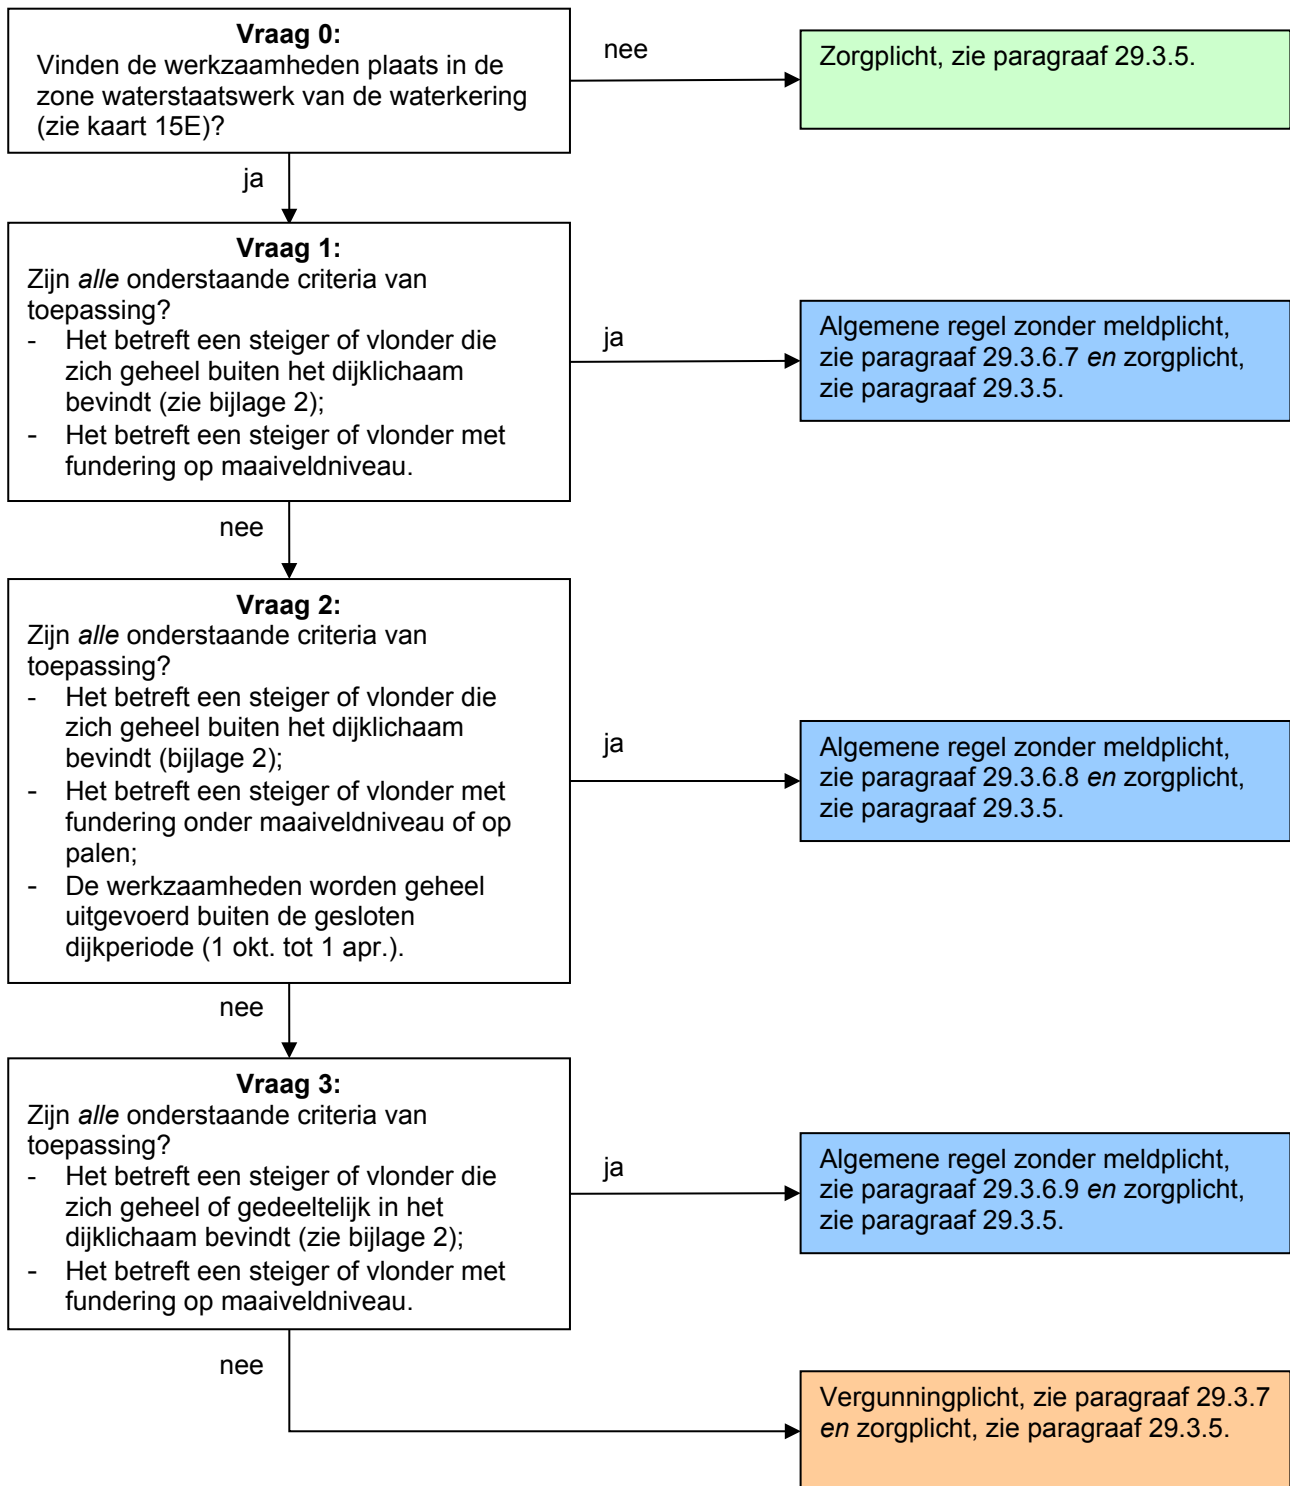 Vraag 0:
Vinden de werkzaamheden plaats in de
zone waterstaatswerk van de waterkering
(zie kaart 15E)?
nee
Zorgplicht, zie paragraaf 29.3.5.
ja
Vraag 1:
Zijn alle onderstaande criteria van
toepassing?
- Het betreft een steiger of vlonder die
zich geheel buiten het dijklichaam
bevindt (zie bijlage 2);
- Het betreft een steiger of vlonder met
fundering op maaiveldniveau.
ja
Algemene regel zonder meldplicht,
zie paragraaf 29.3.6.7 en zorgplicht,
zie paragraaf 29.3.5.
nee
Vraag 2:
Zijn alle onderstaande criteria van
toepassing?
- Het betreft een steiger of vlonder die
zich geheel buiten het dijklichaam
bevindt (bijlage 2);
- Het betreft een steiger of vlonder met
fundering onder maaiveldniveau of op
palen;
- De werkzaamheden worden geheel
uitgevoerd buiten de gesloten
dijkperiode (1 okt. tot 1 apr.).
ja
Algemene regel zonder meldplicht,
zie paragraaf 29.3.6.8 en zorgplicht,
zie paragraaf 29.3.5.
nee
Vraag 3:
Zijn alle onderstaande criteria van
toepassing?
- Het betreft een steiger of vlonder die
zich geheel of gedeeltelijk in het
dijklichaam bevindt (zie bijlage 2);
- Het betreft een steiger of vlonder met
fundering op maaiveldniveau.
ja
Algemene regel zonder meldplicht,
zie paragraaf 29.3.6.9 en zorgplicht,
zie paragraaf 29.3.5.
nee
Vergunningplicht, zie paragraaf 29.3.7
en zorgplicht, zie paragraaf 29.3.5.